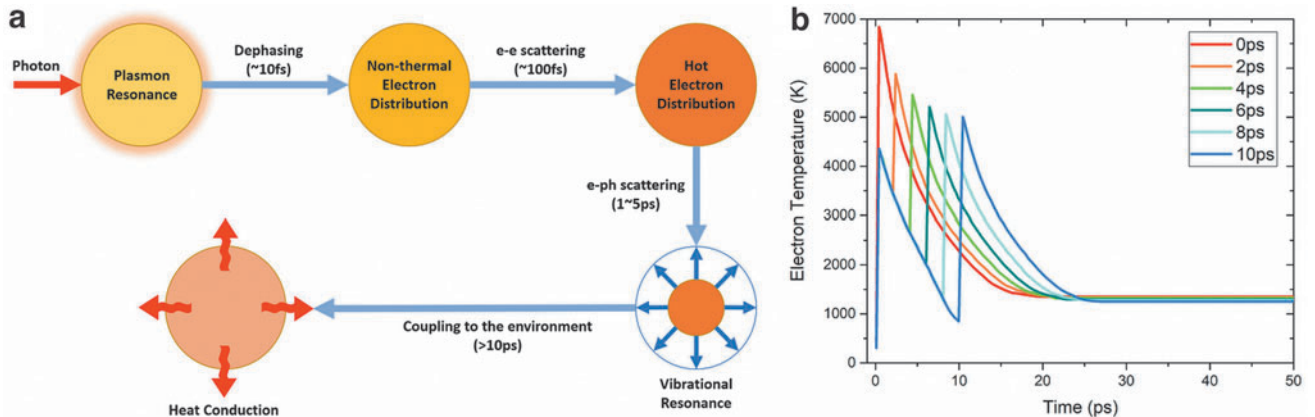 a
Photon
Plasmon
Resonance
Dephasing
(~10fs)
Non-thermal
Electron
Distribution
e-e scattering
(~100fs)
Hot
Electron
Distribution
e-ph scattering
(1~5ps)
Vibrational
Resonance
Coupling to the environment
(>10ps)
Heat Conduction
b
Electron Temperature (K)
7000
6000
5000
4000
3000
2000
1000
0
0ps
2ps
4ps
6ps
8ps
10ps
0 10 20 30 40 50
Time (ps)